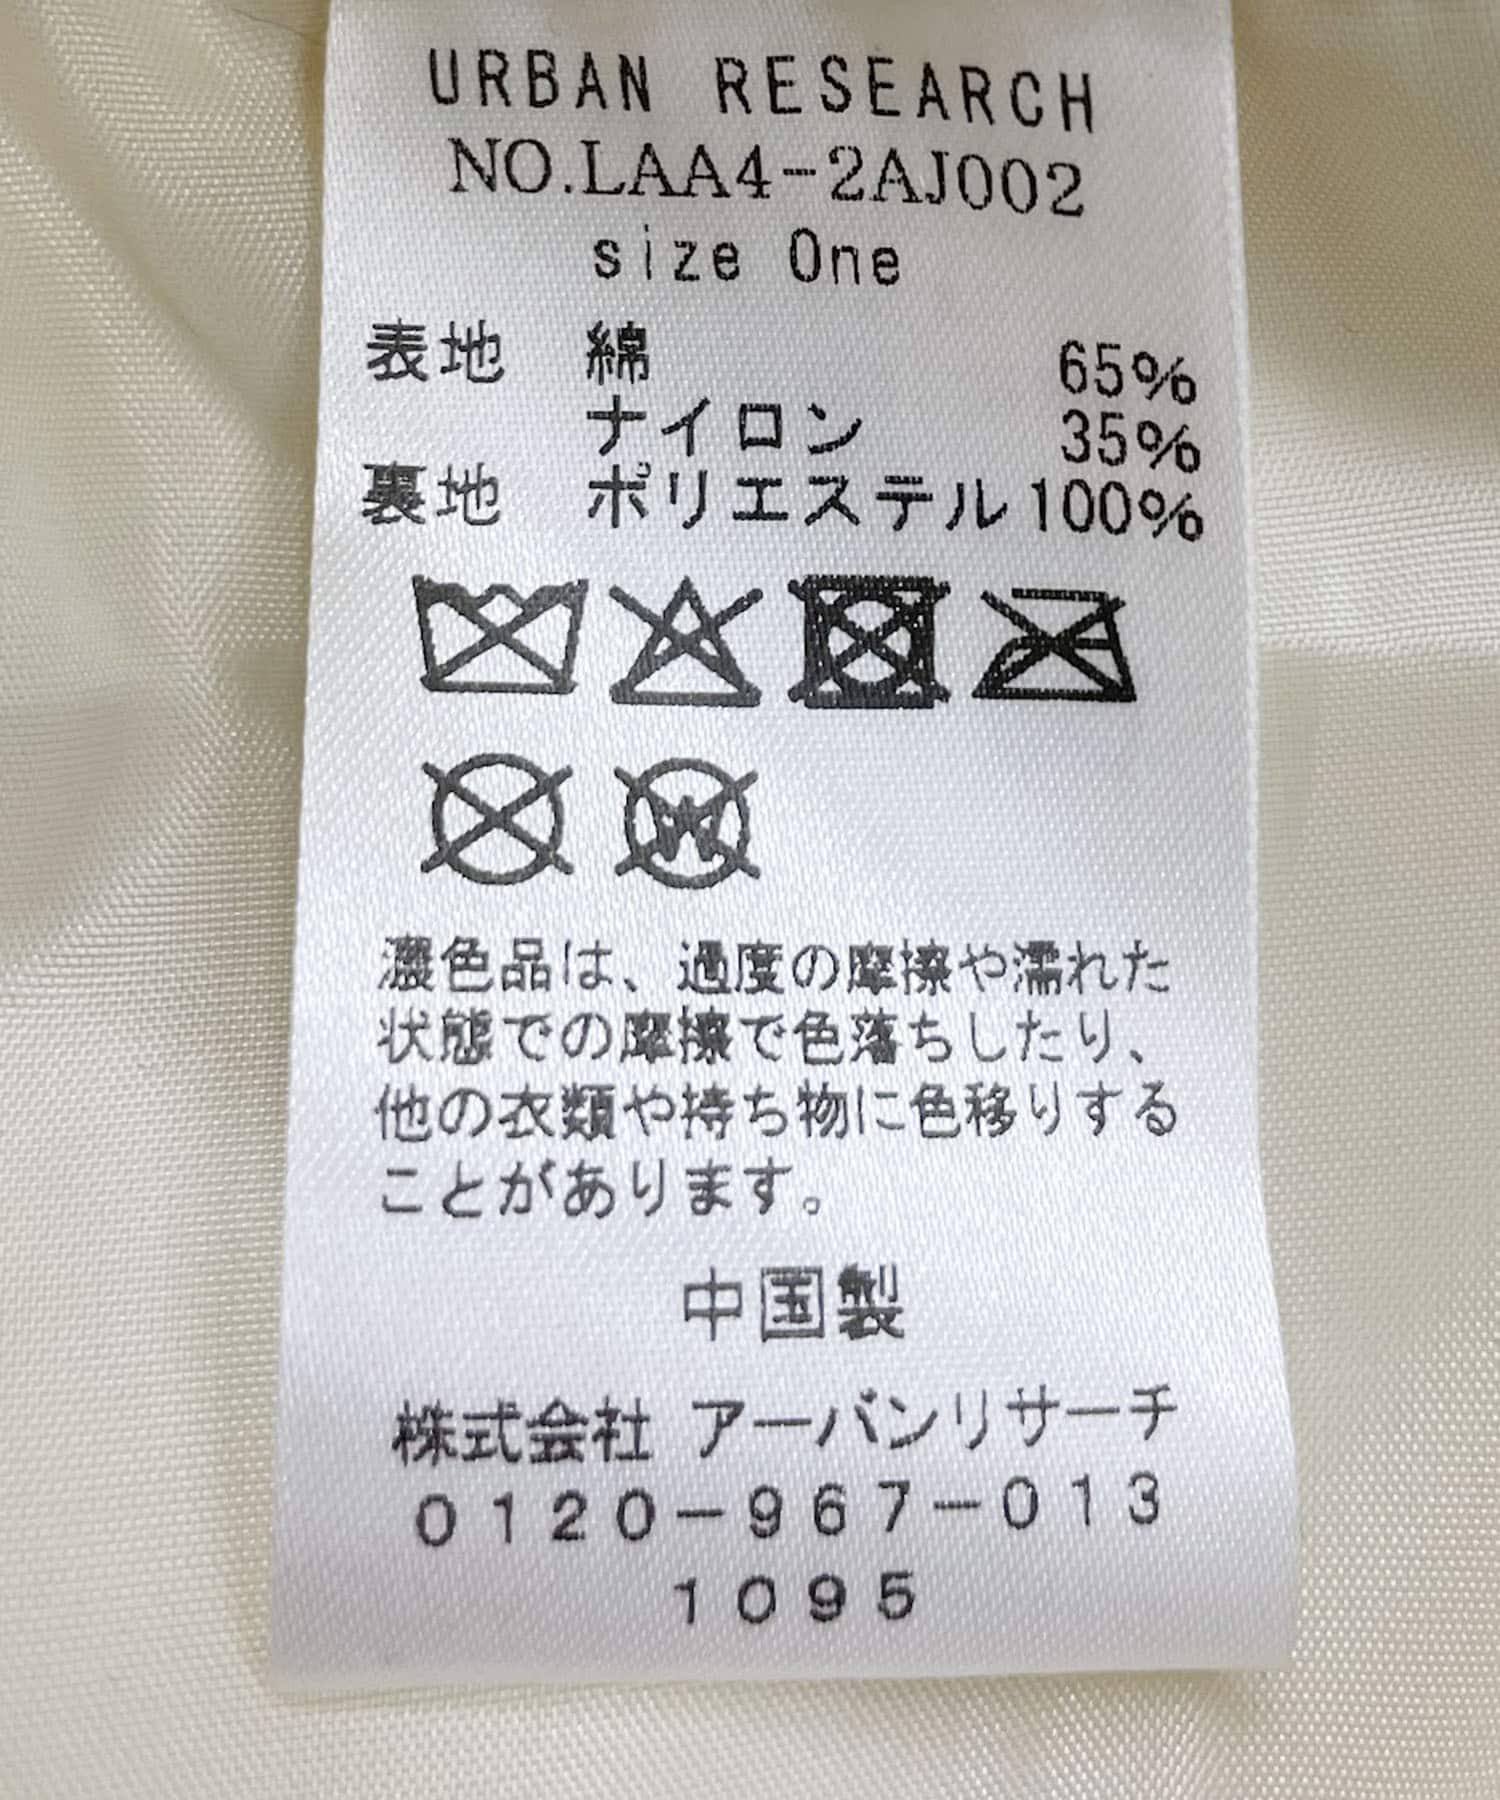 URBAN RESEARCH
NO.LAA4-2AJ002
size One
表地 綿 65%
ナイロン 35%
裏地 ポリエステル 100%
濃色品は、過度の摩擦や濡れた
状態での摩擦で色落ちしたり、
他の衣類や持ち物に色移りする
ことがあります。
中国製
株式会社 アーバンリサーチ
0120-967-013
1095